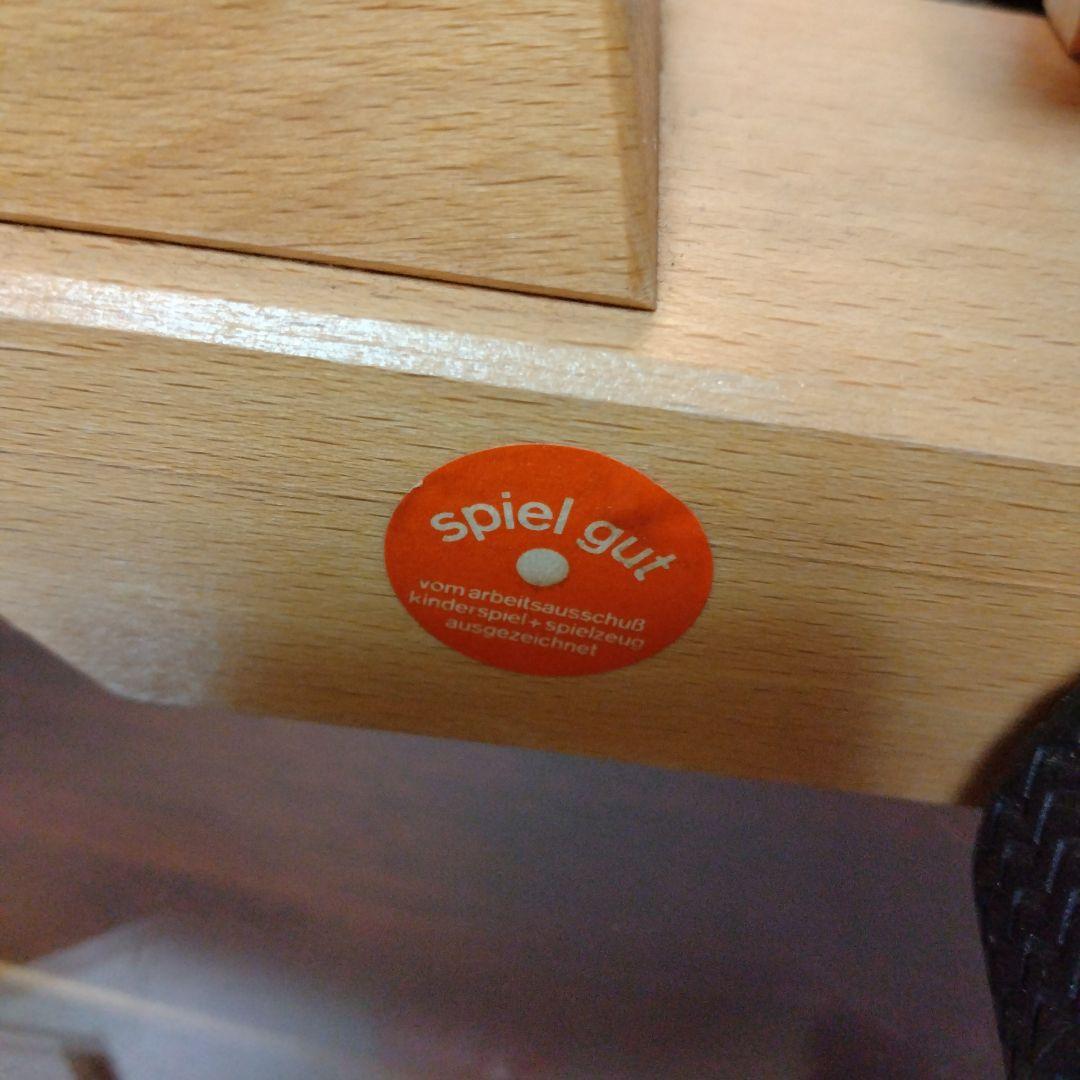 spiel gut
vom arbeitsausschuß
kinderspiel + spielzeug
ausgezeichnet